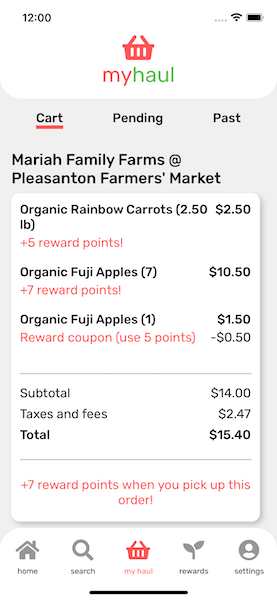 12:00
myhaul
Cart Pending Past
Mariah Family Farms @
Pleasanton Farmers' Market
Organic Rainbow Carrots (2.50 $2.50
lb)
+5 reward points!
Organic Fuji Apples (7) $10.50
+7 reward points!
Organic Fuji Apples (1) $1.50
Reward coupon (use 5 points) -$0.50
Subtotal $14.00
Taxes and fees $2.47
Total $15.40
+7 reward points when you pick up this
order!
home search my haul rewards settings